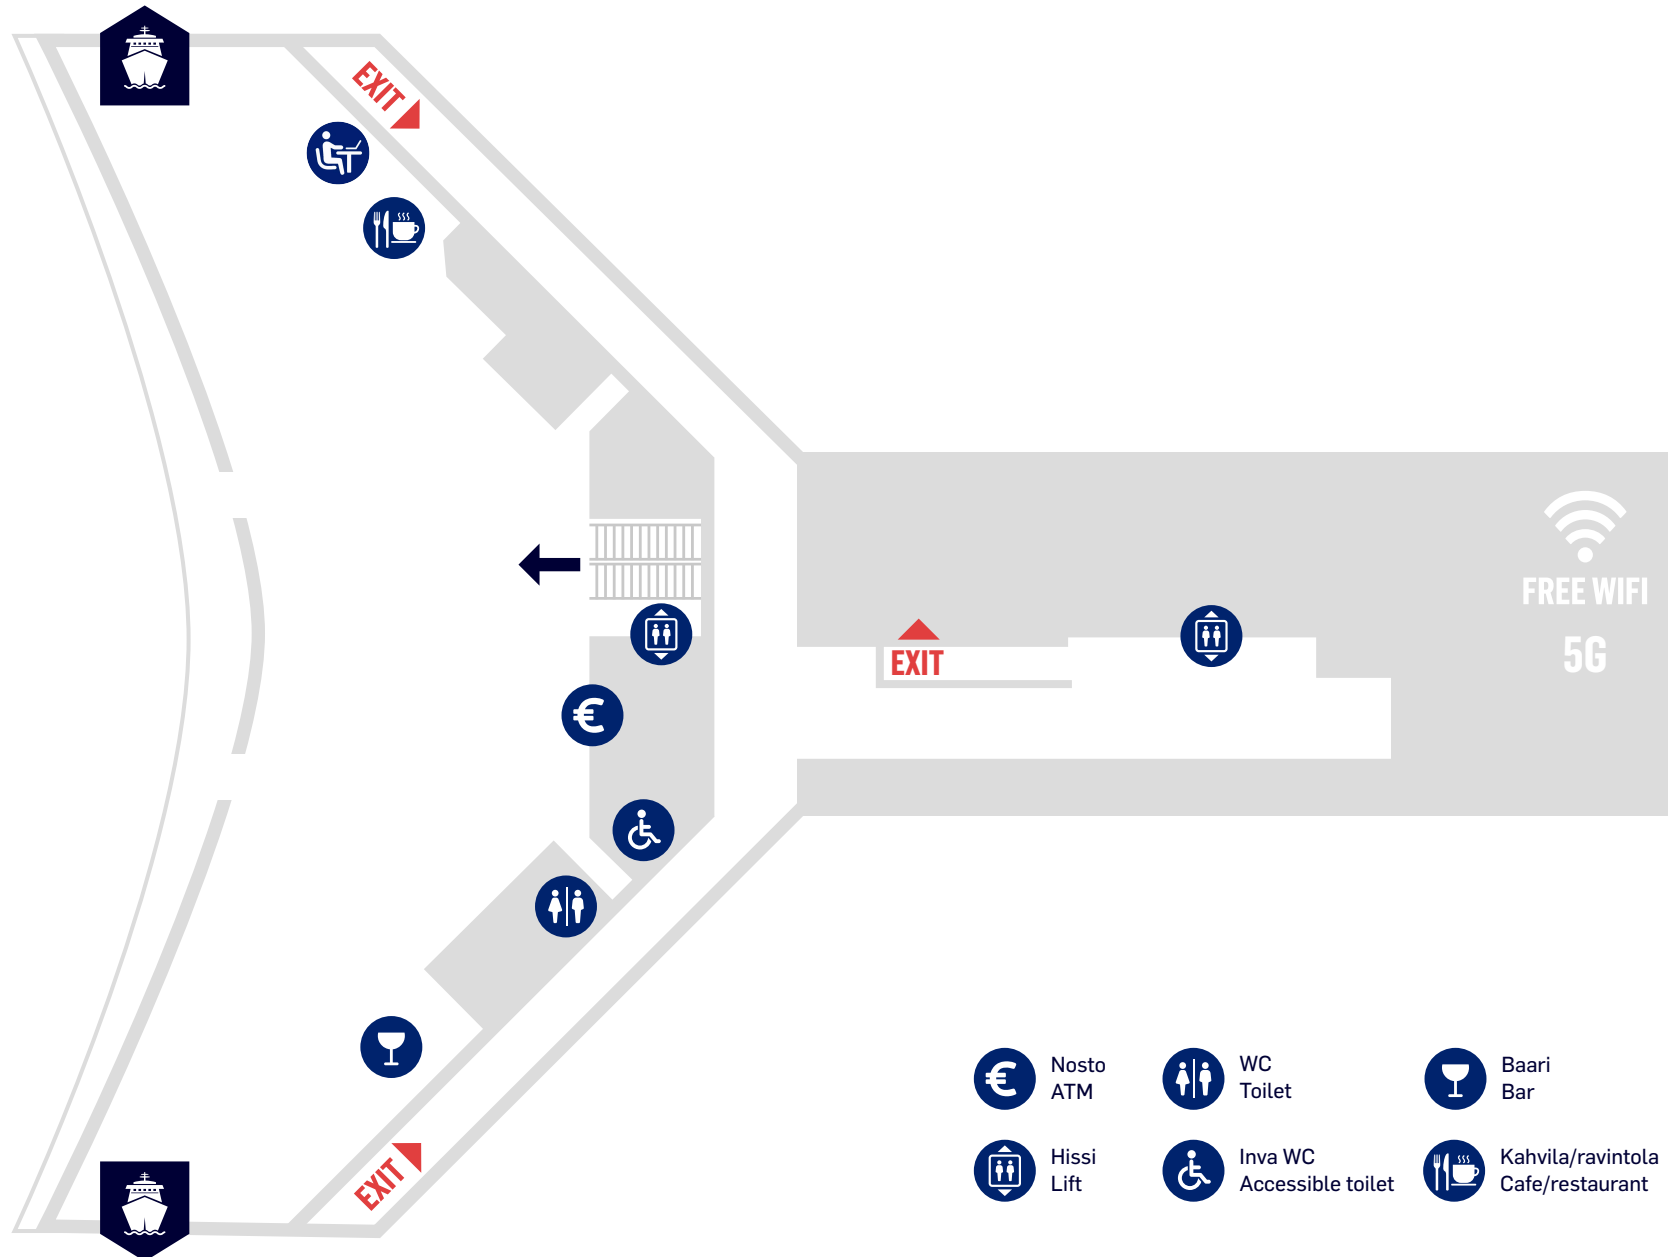 EXIT
FREE WIFI
5G
EXIT
EXIT
Nosto
ATM
WC
Toilet
Baari
Bar
Hissi
Lift
Inva WC
Accessible toilet
Kahvila/ravintola
Cafe/restaurant